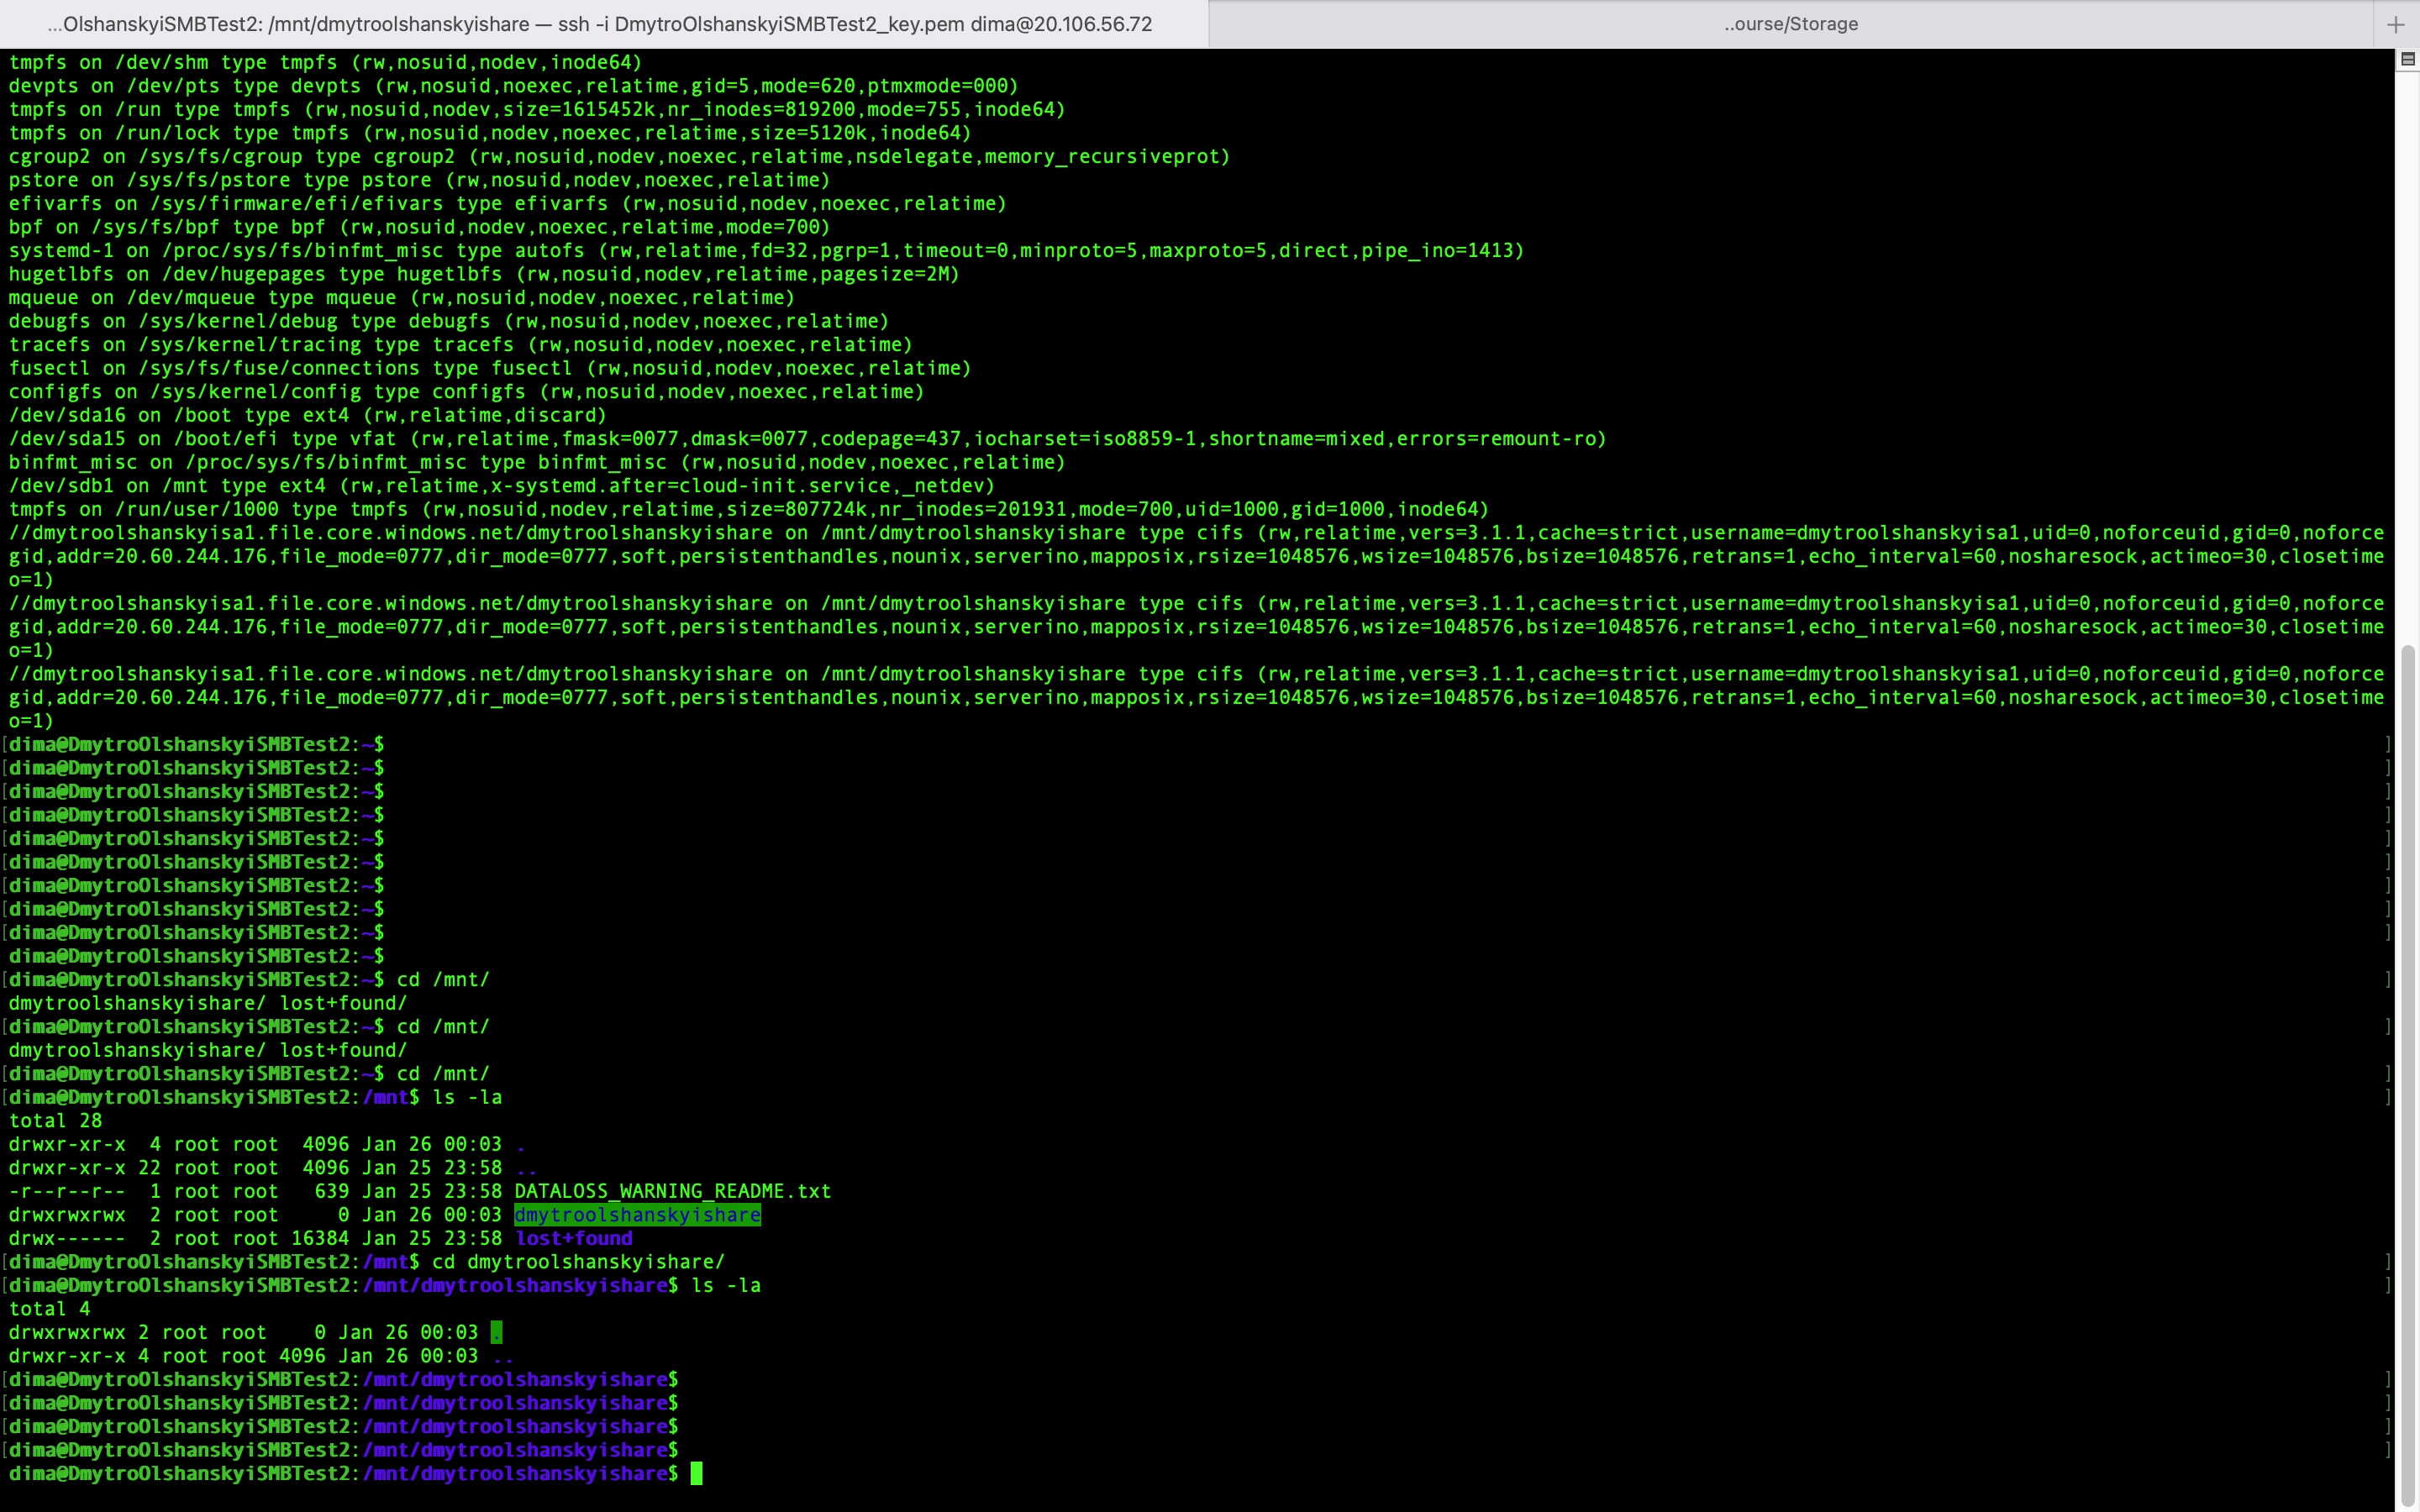 ...OlshanskyiSMBTest2: /mnt/dmytroolshanskyishare — ssh -i DmytroOlshanskyiSMBTest2_key.pem dima@20.106.56.72
..ourse/Storage
+
tmpfs on /dev/shm type tmpfs (rw,nosuid,nodev,inode64)
devpts on /dev/pts type devpts (rw,nosuid,noexec,relatime,gid=5,mode=620,ptmxmode=000)
tmpfs on /run type tmpfs (rw,nosuid,nodev,size=1615452k,nr_inodes=819200,mode=755,inode64)
tmpfs on /run/lock type tmpfs (rw,nosuid,nodev,noexec,relatime,size=5120k,inode64)
cgroup2 on /sys/fs/cgroup type cgroup2 (rw,nosuid,nodev,noexec,relatime,nsdelegate,memory_recursiveprot)
pstore on /sys/fs/pstore type pstore (rw,nosuid,nodev,noexec,relatime)
efivarfs on /sys/firmware/efi/efivars type efivarfs (rw,nosuid,nodev,noexec,relatime)
bpf on /sys/fs/bpf type bpf (rw,nosuid,nodev,noexec,relatime,mode=700)
systemd-1 on /proc/sys/fs/binfmt_misc type autofs (rw,relatime,fd=32,pgrp=1,timeout=0,minproto=5,maxproto=5,direct,pipe_ino=1413)
hugetlbfs on /dev/hugepages type hugetlbfs (rw,nosuid,nodev,relatime,pagesize=2M)
mqueue on /dev/mqueue type mqueue (rw,nosuid,nodev,noexec,relatime)
debugfs on /sys/kernel/debug type debugfs (rw,nosuid,nodev,noexec,relatime)
tracefs on /sys/kernel/tracing type tracefs (rw,nosuid,nodev,noexec,relatime)
fusectl on /sys/fs/fuse/connections type fusectl (rw,nosuid,nodev,noexec,relatime)
configfs on /sys/kernel/config type configfs (rw,nosuid,nodev,noexec,relatime)
/dev/sda16 on /boot type ext4 (rw,relatime,discard)
/dev/sda15 on /boot/efi type vfat (rw,relatime,fmask=0077,dmask=0077,codepage=437,iocharset=iso8859-1,shortname=mixed,errors=remount-ro)
binfmt_misc on /proc/sys/fs/binfmt_misc type binfmt_misc (rw,nosuid,nodev,noexec,relatime)
/dev/sdb1 on /mnt type ext4 (rw,relatime,x-systemd.after=cloud-init.service,_netdev)
tmpfs on /run/user/1000 type tmpfs (rw,nosuid,nodev,relatime,size=807724k,nr_inodes=201931,mode=700,uid=1000,gid=1000,inode64)
//dmytroolshanskyisa1.file.core.windows.net/dmytroolshanskyishare on /mnt/dmytroolshanskyishare type cifs (rw,relatime,vers=3.1.1,cache=strict,username=dmytroolshanskyisa1,uid=0,noforceuid,gid=0,noforce
gid,addr=20.60.244.176,file_mode=0777,dir_mode=0777,soft,persistenthandles,nounix,serverino,mapposix,rsize=1048576,wsize=1048576,bsize=1048576,retrans=1,echo_interval=60,nosharesock,actimeo=30,closetime
o=1)
//dmytroolshanskyisa1.file.core.windows.net/dmytroolshanskyishare on /mnt/dmytroolshanskyishare type cifs (rw,relatime,vers=3.1.1,cache=strict,username=dmytroolshanskyisa1,uid=0,noforceuid,gid=0,noforce
gid,addr=20.60.244.176,file_mode=0777,dir_mode=0777,soft,persistenthandles,nounix,serverino,mapposix,rsize=1048576,wsize=1048576,bsize=1048576,retrans=1,echo_interval=60,nosharesock,actimeo=30,closetime
o=1)
//dmytroolshanskyisa1.file.core.windows.net/dmytroolshanskyishare on /mnt/dmytroolshanskyishare type cifs (rw,relatime,vers=3.1.1,cache=strict,username=dmytroolshanskyisa1,uid=0,noforceuid,gid=0,noforce
gid,addr=20.60.244.176,file_mode=0777,dir_mode=0777,soft,persistenthandles,nounix,serverino,mapposix,rsize=1048576,wsize=1048576,bsize=1048576,retrans=1,echo_interval=60,nosharesock,actimeo=30,closetime
o=1)
[dima@DmytroOlshanskyiSMBTest2:~$ ]
[dima@DmytroOlshanskyiSMBTest2:~$ ]
[dima@DmytroOlshanskyiSMBTest2:~$ ]
[dima@DmytroOlshanskyiSMBTest2:~$ ]
[dima@DmytroOlshanskyiSMBTest2:~$ ]
[dima@DmytroOlshanskyiSMBTest2:~$ ]
[dima@DmytroOlshanskyiSMBTest2:~$ ]
[dima@DmytroOlshanskyiSMBTest2:~$ ]
[dima@DmytroOlshanskyiSMBTest2:~$ ]
dima@DmytroOlshanskyiSMBTest2:~$
[dima@DmytroOlshanskyiSMBTest2:~$ cd /mnt/ ]
dmytroolshanskyishare/ lost+found/
[dima@DmytroOlshanskyiSMBTest2:~$ cd /mnt/ ]
dmytroolshanskyishare/ lost+found/
[dima@DmytroOlshanskyiSMBTest2:~$ cd /mnt/ ]
[dima@DmytroOlshanskyiSMBTest2:/mnt$ ls -la ]
total 28
drwxr-xr-x  4 root root  4096 Jan 26 00:03 .
drwxr-xr-x 22 root root  4096 Jan 25 23:58 ..
-r--r--r--  1 root root   639 Jan 25 23:58 DATALOSS_WARNING_README.txt
drwxrwxrwx  2 root root     0 Jan 26 00:03 dmytroolshanskyishare
drwx------  2 root root 16384 Jan 25 23:58 lost+found
[dima@DmytroOlshanskyiSMBTest2:/mnt$ cd dmytroolshanskyishare/ ]
[dima@DmytroOlshanskyiSMBTest2:/mnt/dmytroolshanskyishare$ ls -la ]
total 4
drwxrwxrwx 2 root root    0 Jan 26 00:03 .
drwxr-xr-x 4 root root 4096 Jan 26 00:03 ..
[dima@DmytroOlshanskyiSMBTest2:/mnt/dmytroolshanskyishare$ ]
[dima@DmytroOlshanskyiSMBTest2:/mnt/dmytroolshanskyishare$ ]
[dima@DmytroOlshanskyiSMBTest2:/mnt/dmytroolshanskyishare$ ]
[dima@DmytroOlshanskyiSMBTest2:/mnt/dmytroolshanskyishare$ ]
dima@DmytroOlshanskyiSMBTest2:/mnt/dmytroolshanskyishare$